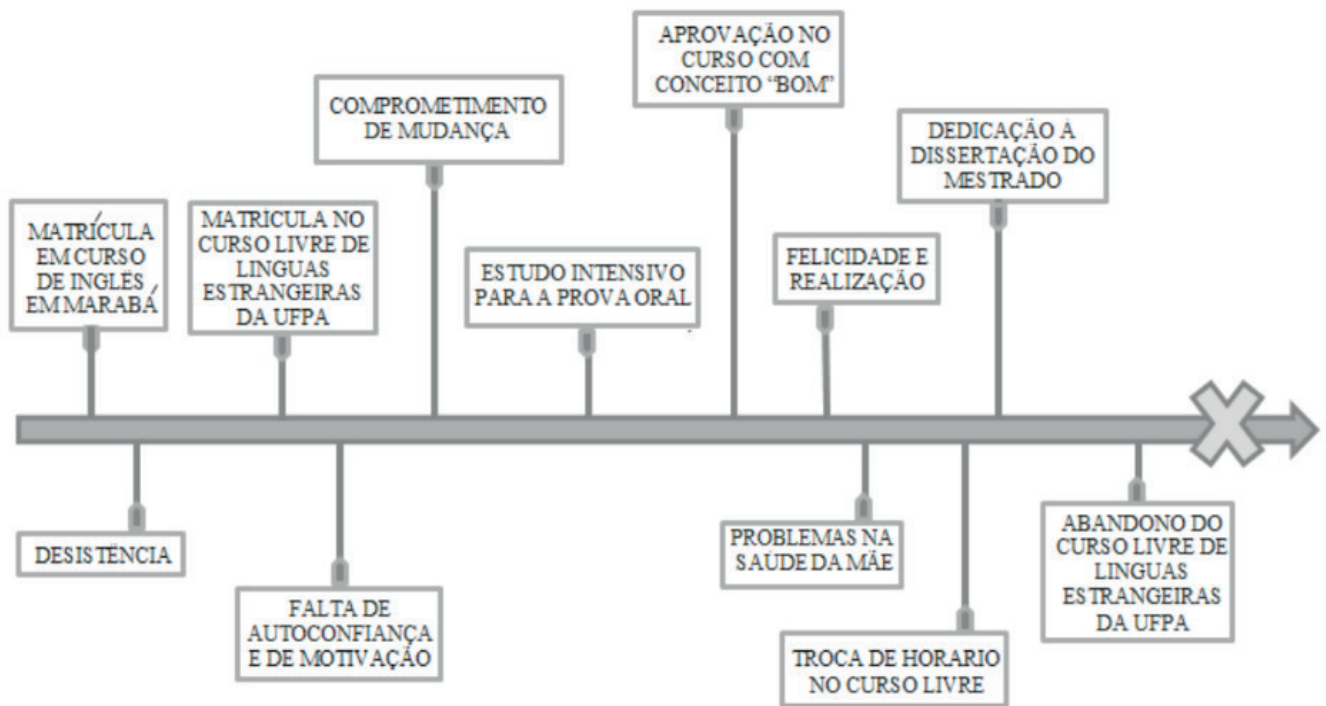 MATRÍCULA
EM CURSO
DE INGLÊS
EM MARABÁ
DESISTÊNCIA
MATRÍCULA NO
CURSO LIVRE DE
LINGUAS
ESTRANGEIRAS
DA UFPA
FALTA DE
AUTOCONFIANÇA
E DE MOTIVAÇÃO
COMPROMETIMENTO
DE MUDANÇA
ESTUDO INTENSIVO
PARA A PROVA ORAL
APROVAÇÃO NO
CURSO COM
CONCEITO “BOM”
FELICIDADE E
REALIZAÇÃO
PROBLEMAS NA
SAÚDE DA MÃE
TROCA DE HORARIO
NO CURSO LIVRE
DEDICAÇÃO À
DISSERTAÇÃO DO
MESTRADO
ABANDONO DO
CURSO LIVRE DE
LINGUAS
ESTRANGEIRAS
DA UFPA